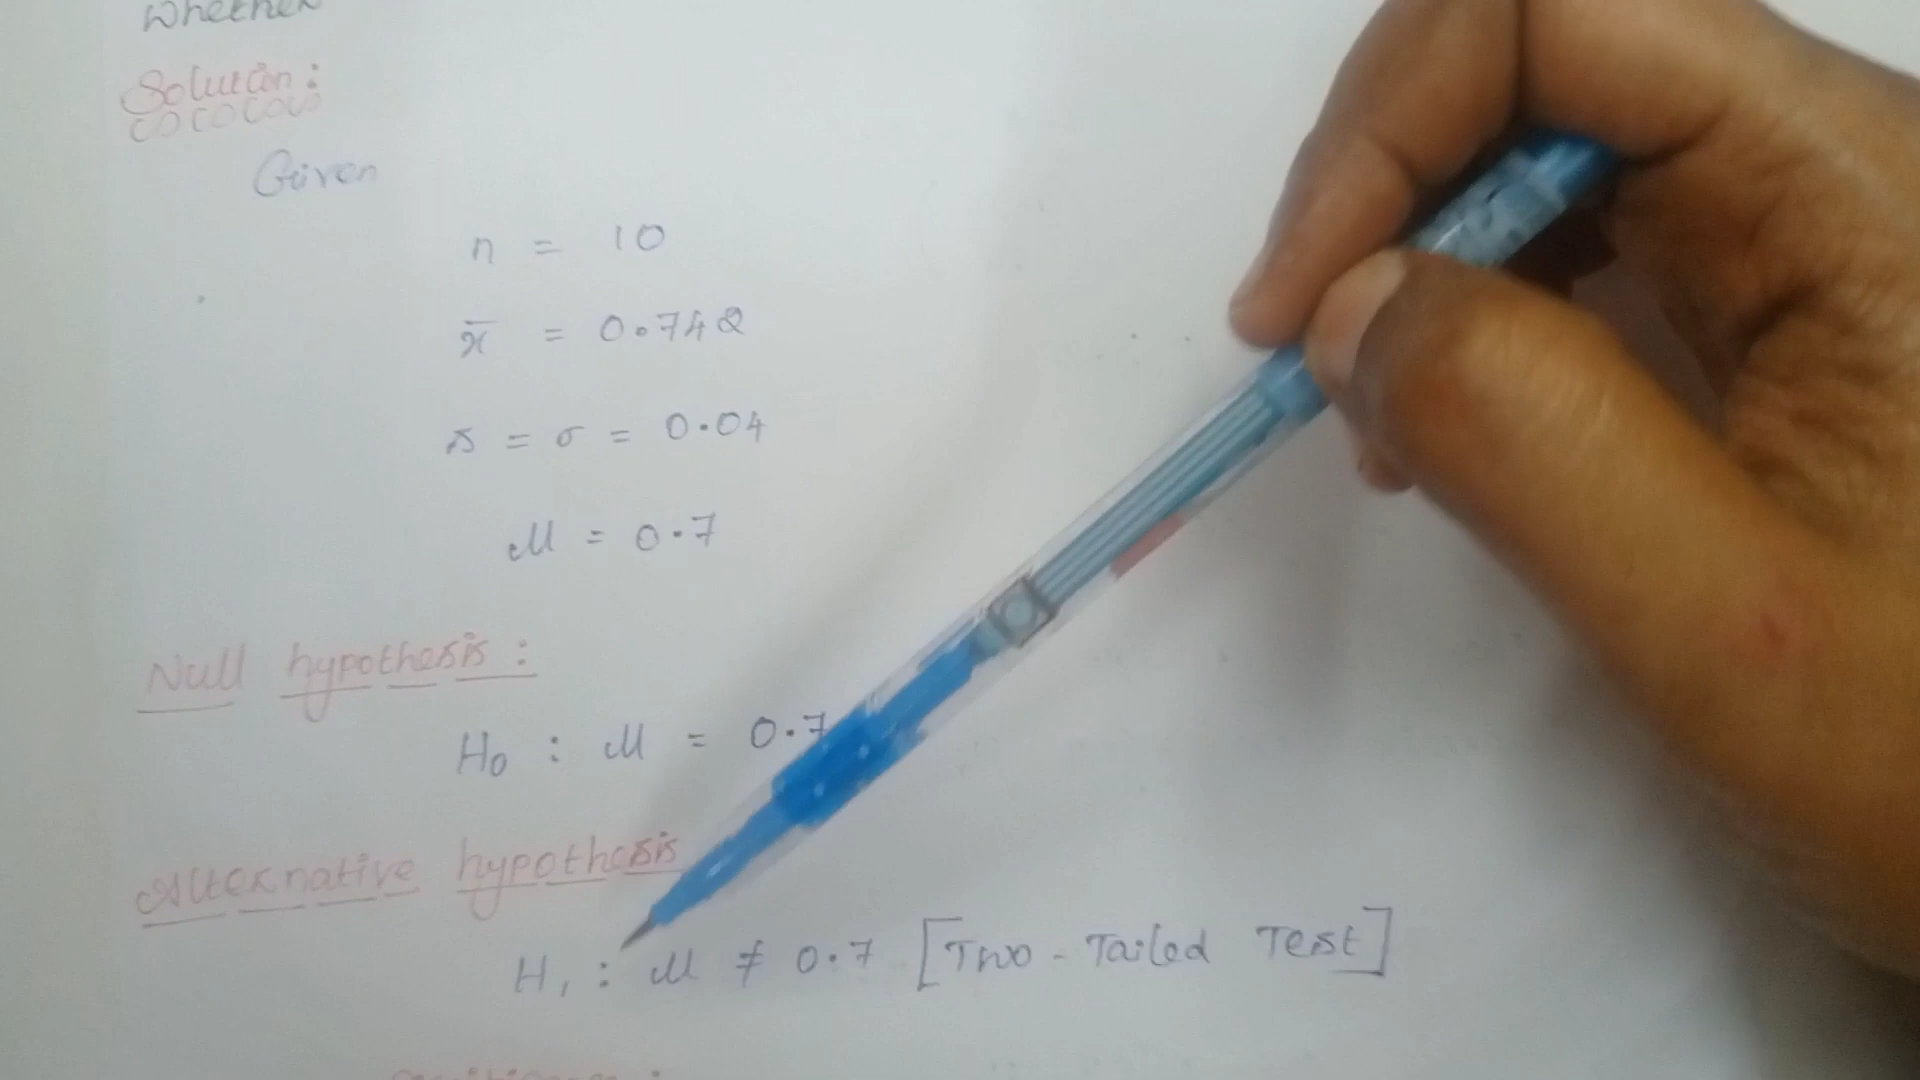 Whether
Solution:
Given
n = 10
x̄ = 0.742
s = σ = 0.04
μ = 0.7
Null hypothesis:
H₀ : μ = 0.7
Alternative hypothesis
H₁ : μ ≠ 0.7 [Two-Tailed Test]